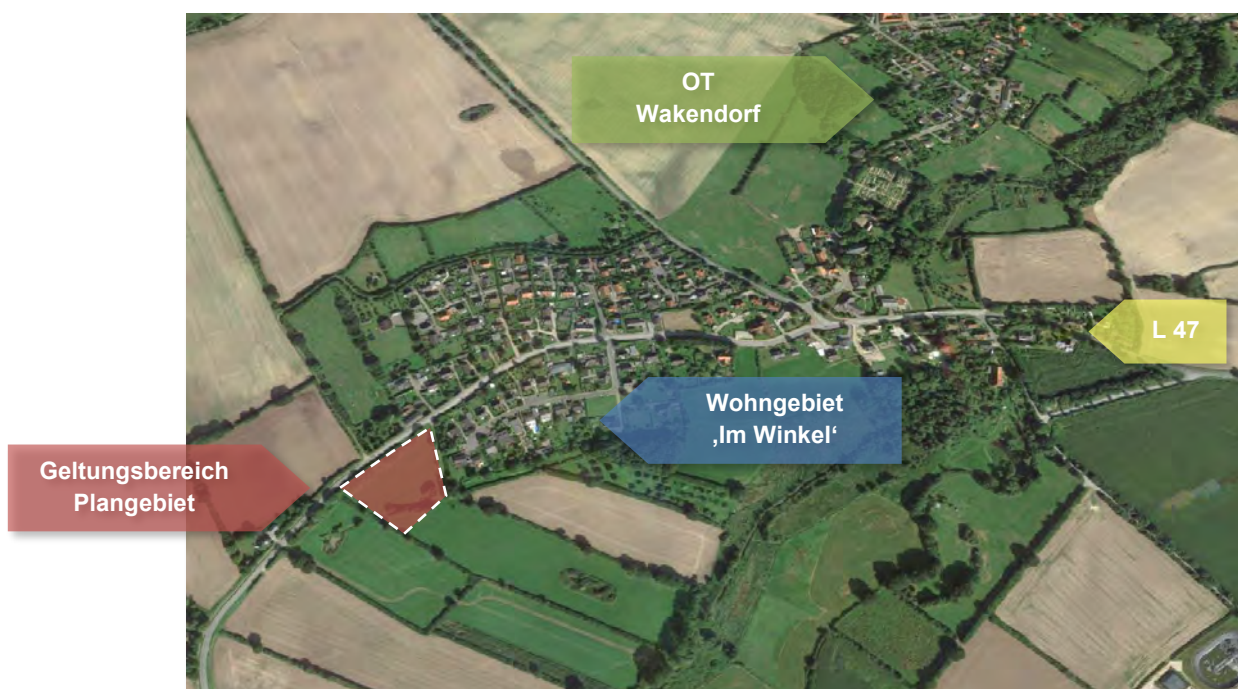 OT
Wakendorf
L 47
Wohngebiet
‚Im Winkel‘
Geltungsbereich
Plangebiet